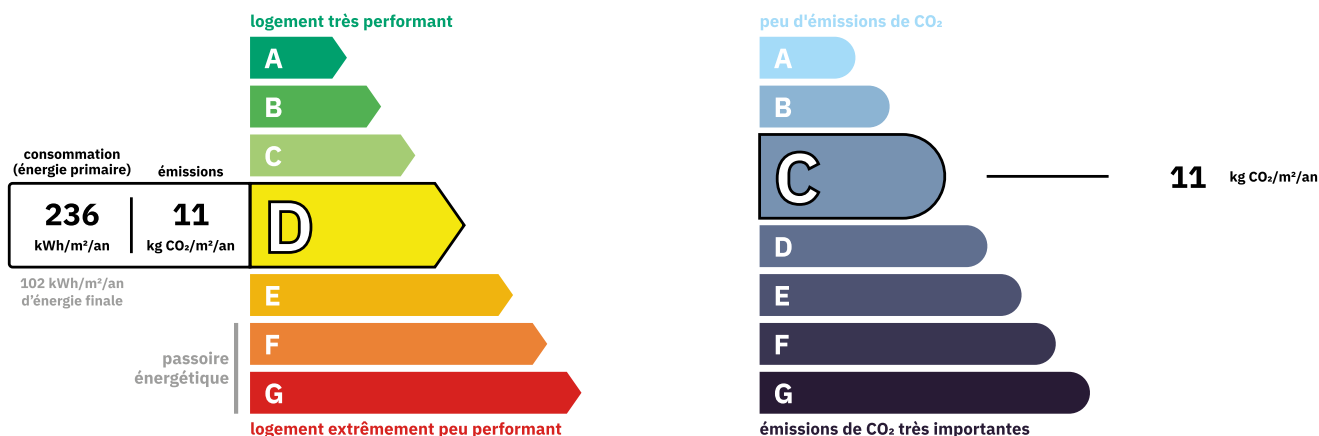 logement très performant
A
B
C
consommation
(énergie primaire)
émissions
236
kWh/m²/an
11
kg CO₂/m²/an
D
102 kWh/m²/an
d'énergie finale
E
passoire
énergétique
F
G
logement extrêmement peu performant
peu d'émissions de CO₂
A
B
C
11 kg CO₂/m²/an
D
E
F
G
émissions de CO₂ très importantes